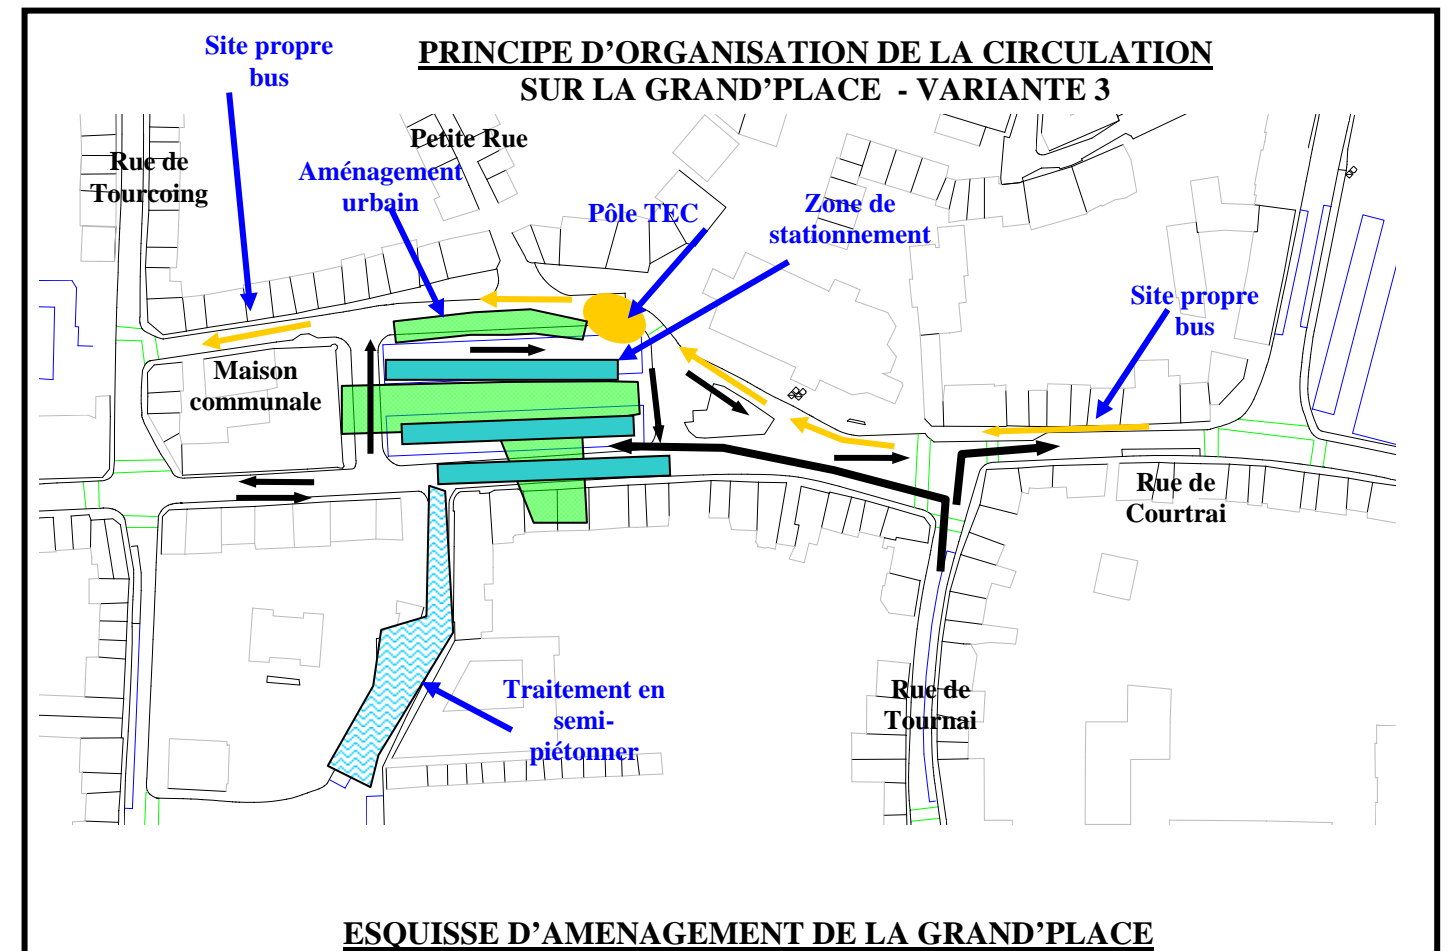 PRINCIPE D'ORGANISATION DE LA CIRCULATION
SUR LA GRAND'PLACE - VARIANTE 3
Site propre
bus
Petite Rue
Rue de
Tourcoing
Aménagement
urbain
Pôle TEC
Zone de
stationnement
Site propre
bus
Maison
communale
Rue de
Courtrai
Rue de
Tournai
Traitement en
semi-
piétonner
ESQUISSE D'AMENAGEMENT DE LA GRAND'PLACE